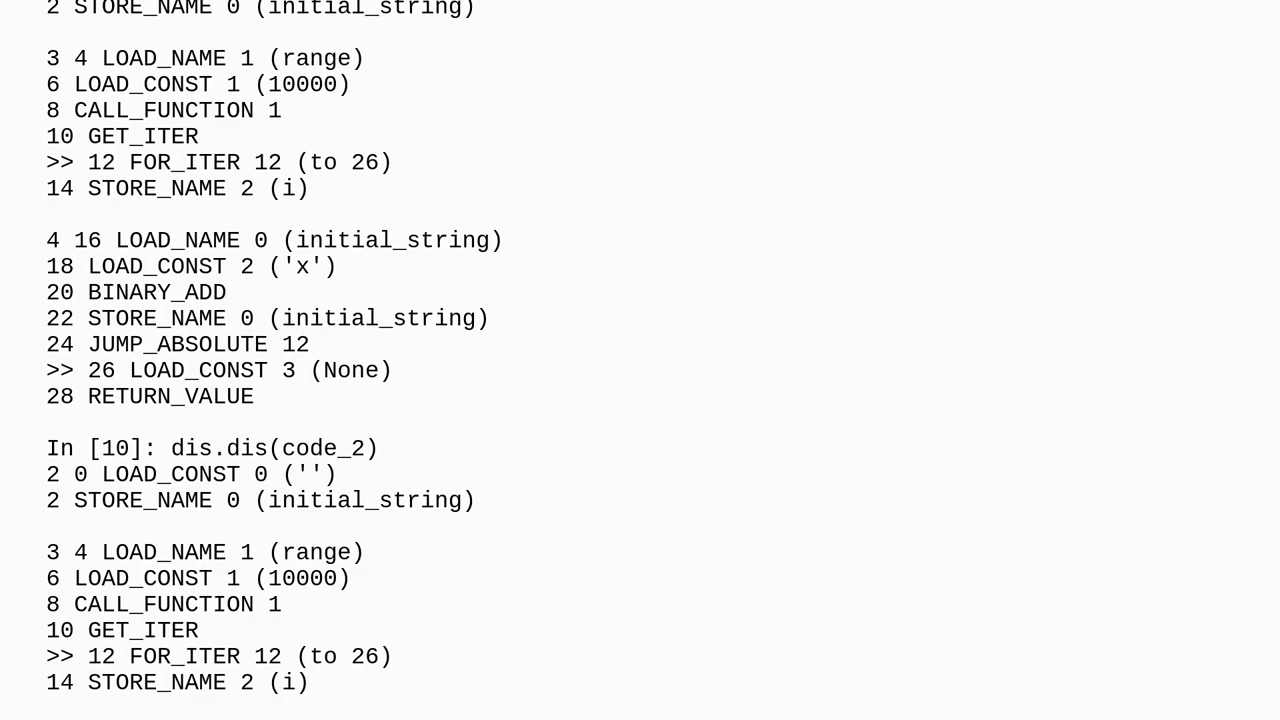 2 STORE_NAME 0 (initial_string)
3 4 LOAD_NAME 1 (range)
6 LOAD_CONST 1 (10000)
8 CALL_FUNCTION 1
10 GET_ITER
>> 12 FOR_ITER 12 (to 26)
14 STORE_NAME 2 (i)
4 16 LOAD_NAME 0 (initial_string)
18 LOAD_CONST 2 ('x')
20 BINARY_ADD
22 STORE_NAME 0 (initial_string)
24 JUMP_ABSOLUTE 12
>> 26 LOAD_CONST 3 (None)
28 RETURN_VALUE
In [10]: dis.dis(code_2)
2 0 LOAD_CONST 0 ('')
2 STORE_NAME 0 (initial_string)
3 4 LOAD_NAME 1 (range)
6 LOAD_CONST 1 (10000)
8 CALL_FUNCTION 1
10 GET_ITER
>> 12 FOR_ITER 12 (to 26)
14 STORE_NAME 2 (i)